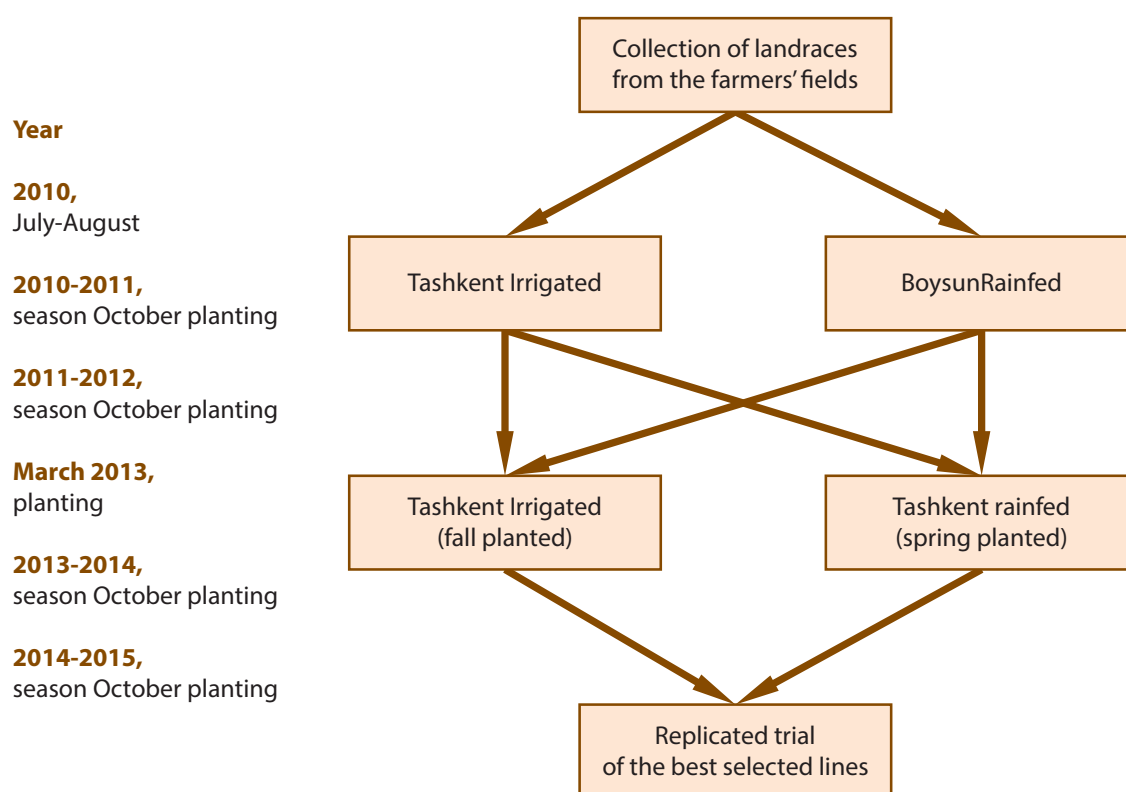 Collection of landraces
from the farmers' fields
Year
2010,
July-August
2010-2011,
season October planting
2011-2012,
season October planting
March 2013,
planting
2013-2014,
season October planting
2014-2015,
season October planting
Tashkent Irrigated
BoysunRainfed
Tashkent Irrigated
(fall planted)
Tashkent rainfed
(spring planted)
Replicated trial
of the best selected lines